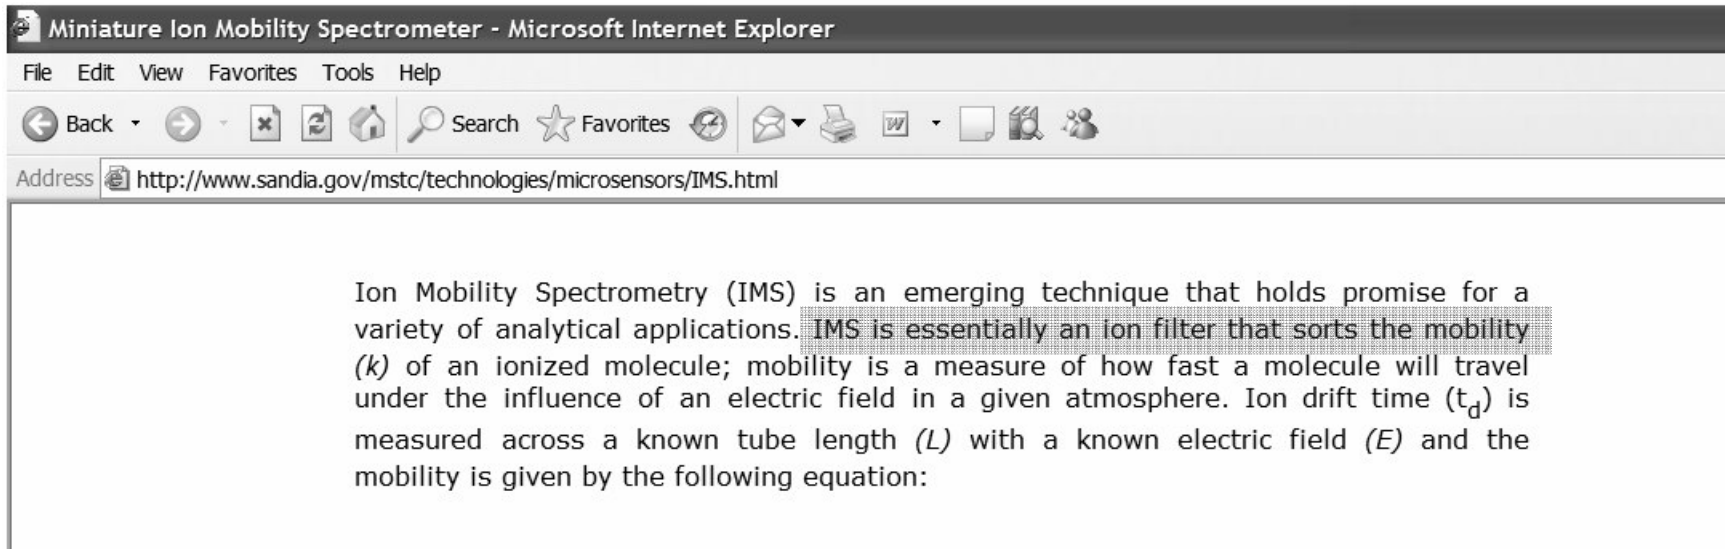 Miniature Ion Mobility Spectrometer - Microsoft Internet Explorer
File Edit View Favorites Tools Help
Back Search Favorites W
Address http://www.sandia.gov/mstc/technologies/microsensors/IMS.html
Ion Mobility Spectrometry (IMS) is an emerging technique that holds promise for a
variety of analytical applications. IMS is essentially an ion filter that sorts the mobility
(k) of an ionized molecule; mobility is a measure of how fast a molecule will travel
under the influence of an electric field in a given atmosphere. Ion drift time (td) is
measured across a known tube length (L) with a known electric field (E) and the
mobility is given by the following equation: